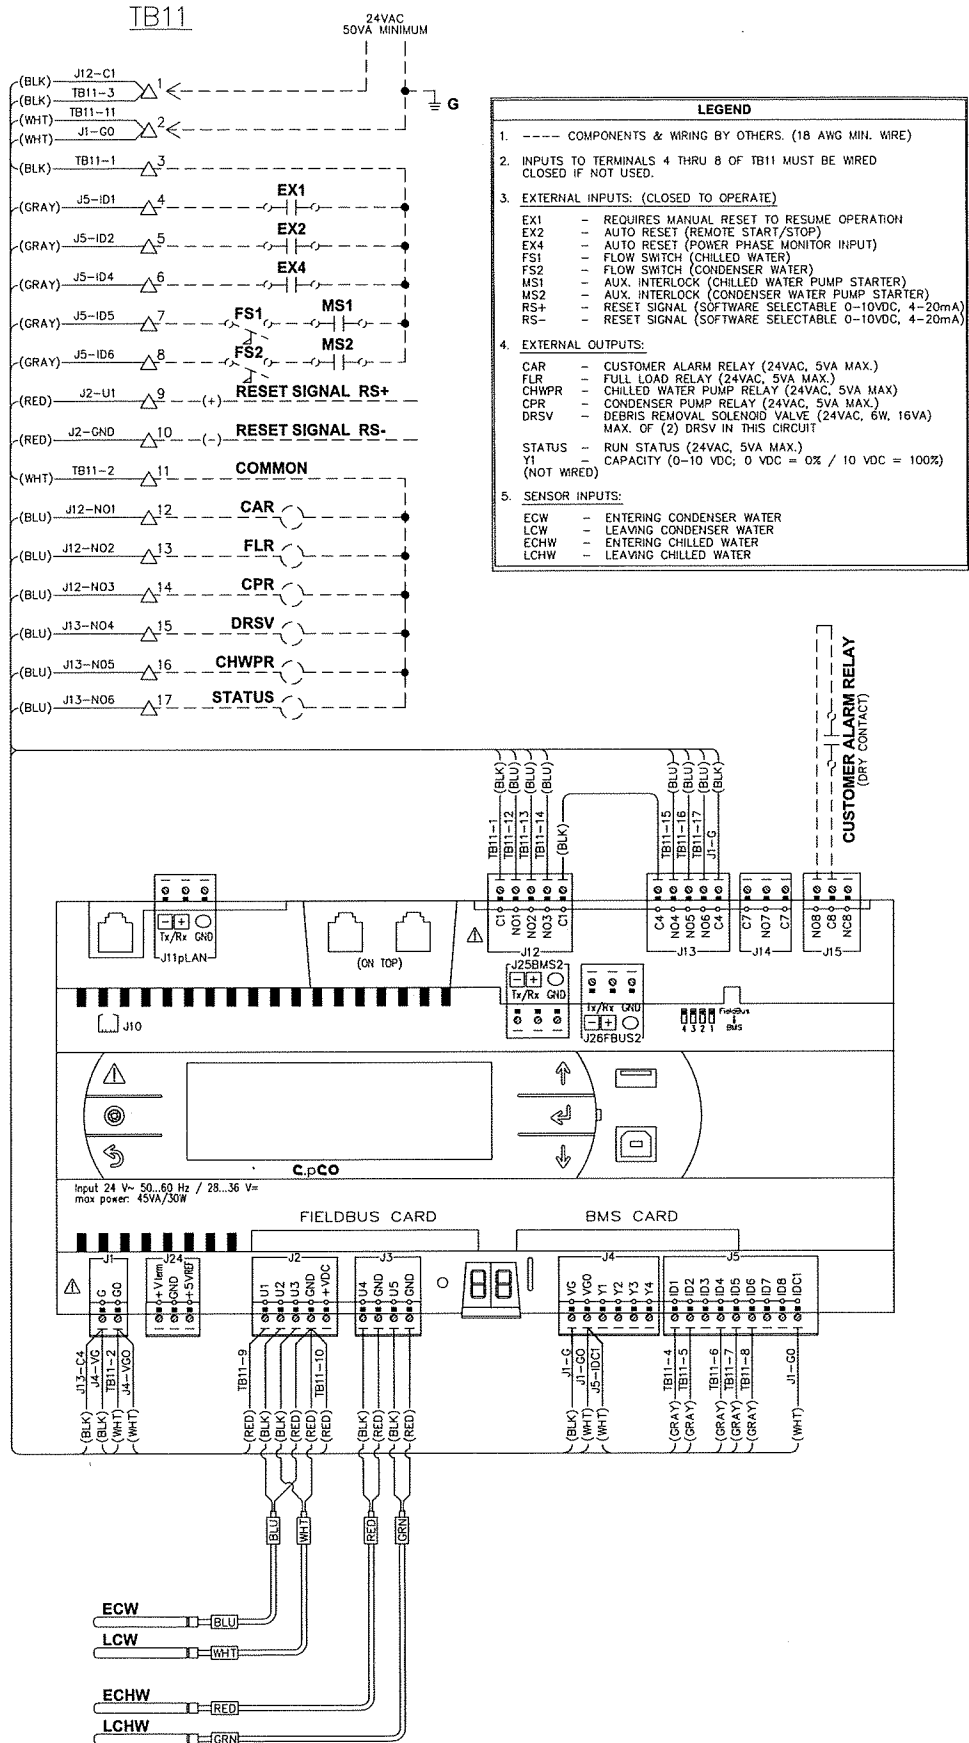 TB11
24VAC
50VA MINIMUM
G
(BLK) J12-C1
(BLK) TB11-3
1
(WHT) TB11-11
(WHT) J1-G0
2
(BLK) TB11-1 3
(GRAY) J5-ID1 4 EX1
(GRAY) J5-ID2 5 EX2
(GRAY) J5-ID4 6 EX4
(GRAY) J5-ID5 7 FS1 MS1
(GRAY) J5-ID6 8 FS2 MS2
(RED) J2-U1 9 (+) RESET SIGNAL RS+
(RED) J2-GND 10 (-) RESET SIGNAL RS-
(WHT) TB11-2 11 COMMON
(BLU) J12-NO1 12 CAR
(BLU) J12-NO2 13 FLR
(BLU) J12-NO3 14 CPR
(BLU) J13-NO4 15 DRSV
(BLU) J13-NO5 16 CHWPR
(BLU) J13-NO6 17 STATUS
LEGEND
1. ---- COMPONENTS & WIRING BY OTHERS. (18 AWG MIN. WIRE)
2. INPUTS TO TERMINALS 4 THRU 8 OF TB11 MUST BE WIRED
CLOSED IF NOT USED.
3. EXTERNAL INPUTS: (CLOSED TO OPERATE)
EX1 - REQUIRES MANUAL RESET TO RESUME OPERATION
EX2 - AUTO RESET (REMOTE START/STOP)
EX4 - AUTO RESET (POWER PHASE MONITOR INPUT)
FS1 - FLOW SWITCH (CHILLED WATER)
FS2 - FLOW SWITCH (CONDENSER WATER)
MS1 - AUX. INTERLOCK (CHILLED WATER PUMP STARTER)
MS2 - AUX. INTERLOCK (CONDENSER WATER PUMP STARTER)
RS+ - RESET SIGNAL (SOFTWARE SELECTABLE 0-10VDC, 4-20mA)
RS- - RESET SIGNAL (SOFTWARE SELECTABLE 0-10VDC, 4-20mA)
4. EXTERNAL OUTPUTS:
CAR - CUSTOMER ALARM RELAY (24VAC, 5VA MAX.)
FLR - FULL LOAD RELAY (24VAC, 5VA MAX.)
CHWPR - CHILLED WATER PUMP RELAY (24VAC, 5VA MAX)
CPR - CONDENSER PUMP RELAY (24VAC, 5VA MAX.)
DRSV - DEBRIS REMOVAL SOLENOID VALVE (24VAC, 6W, 16VA)
MAX. OF (2) DRSV IN THIS CIRCUIT
STATUS - RUN STATUS (24VAC, 5VA MAX.)
Y1 - CAPACITY (0-10 VDC; 0 VDC = 0% / 10 VDC = 100%)
(NOT WIRED)
5. SENSOR INPUTS:
ECW - ENTERING CONDENSER WATER
LCW - LEAVING CONDENSER WATER
ECHW - ENTERING CHILLED WATER
LCHW - LEAVING CHILLED WATER
CUSTOMER ALARM RELAY
(DRY CONTACT)
(BLK) (BLU) (BLU) (BLU) (BLU) (BLU) (BLU) (BLK)
TB11-1 TB11-12 TB11-13 TB11-14 (BLK) TB11-15 TB11-16 TB11-17 J1-G
C1 NO1 NO2 NO3 C1 C4 NO4 NO5 NO6 C4 C7 NO7 C7 NO8 C8 NC8
J12 J13 J14 J15
- + Tx/Rx GND
J11pLAN
(ON TOP)
J25BMS2
- + Tx/Rx GND
Tx/Rx GND
- +
J26FBUS2
4 3 2 1
FieldBus
BMS
J10
c.pCO
Input 24 V~ 50...60 Hz / 28...36 V=
max power: 45VA/30W
FIELDBUS CARD BMS CARD
J1 J24 J2 J3 J4 J5
G G0 +Vterm GND +5VREF U1 U2 U3 GND +VDC U4 GND U5 GND 88 VG VG0 Y1 Y2 Y3 Y4 ID1 ID2 ID3 ID4 ID5 ID6 ID7 ID8 IDC1
J13-C4 J4-VG TB11-2 J4-VG0 TB11-9 TB11-10 J1-G J1-G0 J5-IDC1 TB11-4 TB11-5 TB11-6 TB11-7 TB11-8 J1-G0
(BLK) (BLK) (WHT) (WHT) (RED) (BLK) (BLK) (RED) (RED) (RED) (BLK) (RED) (BLK) (RED) (BLK) (WHT) (WHT) (GRAY) (GRAY) (GRAY) (GRAY) (GRAY) (WHT)
BLU WHT RED GRN
ECW BLU
LCW WHT
ECHW RED
LCHW GRN